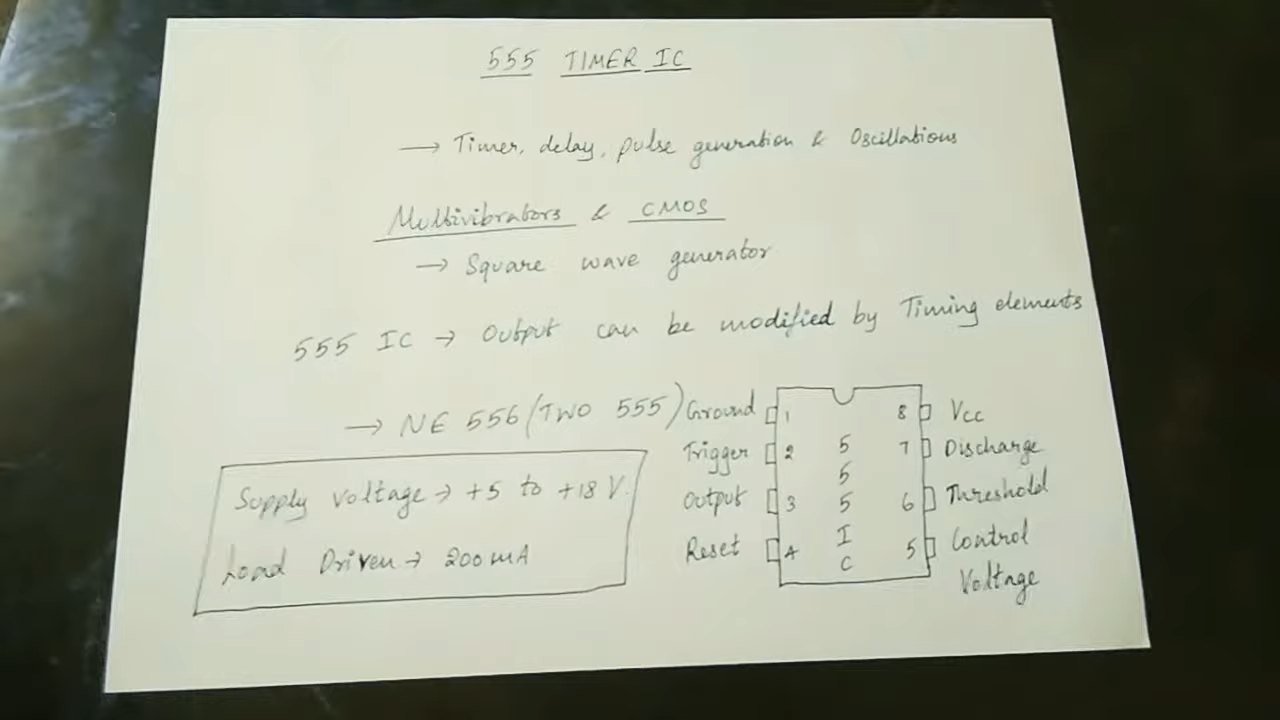 555 TIMER IC
→ Timer, delay, pulse generation & Oscillations
Multivibrators & CMOS
→ Square wave generator
555 IC → Output can be modified by Timing elements
→ NE 556 (TWO 555)
Supply Voltage → +5 to +18 V.
Load Driven → 200mA
Ground 1 8 Vcc
Trigger 2 5 7 Discharge
5
Output 3 5 6 Threshold
I
Reset 4 C 5 Control
Voltage